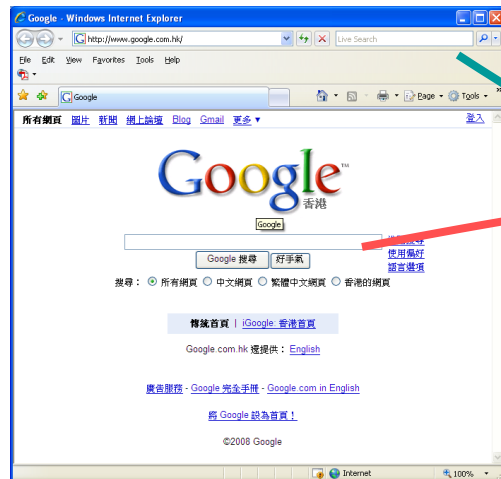 Google - Windows Internet Explorer
http://www.google.com.hk/ Live Search
File Edit View Favorites Tools Help
Google Page Tools
所有網頁 圖片 新聞 網上論壇 Blog Gmail 更多 ▼ 登入
Google™
香港
Google
使用偏好
語言選項
Google 搜尋 好手氣
搜尋： 所有網頁 中文網頁 繁體中文網頁 香港的網頁
傳統首頁 | iGoogle: 香港首頁
Google.com.hk 還提供： English
廣告服務 - Google 完全手冊 - Google.com in English
將 Google 設為首頁！
©2008 Google
Internet 100%